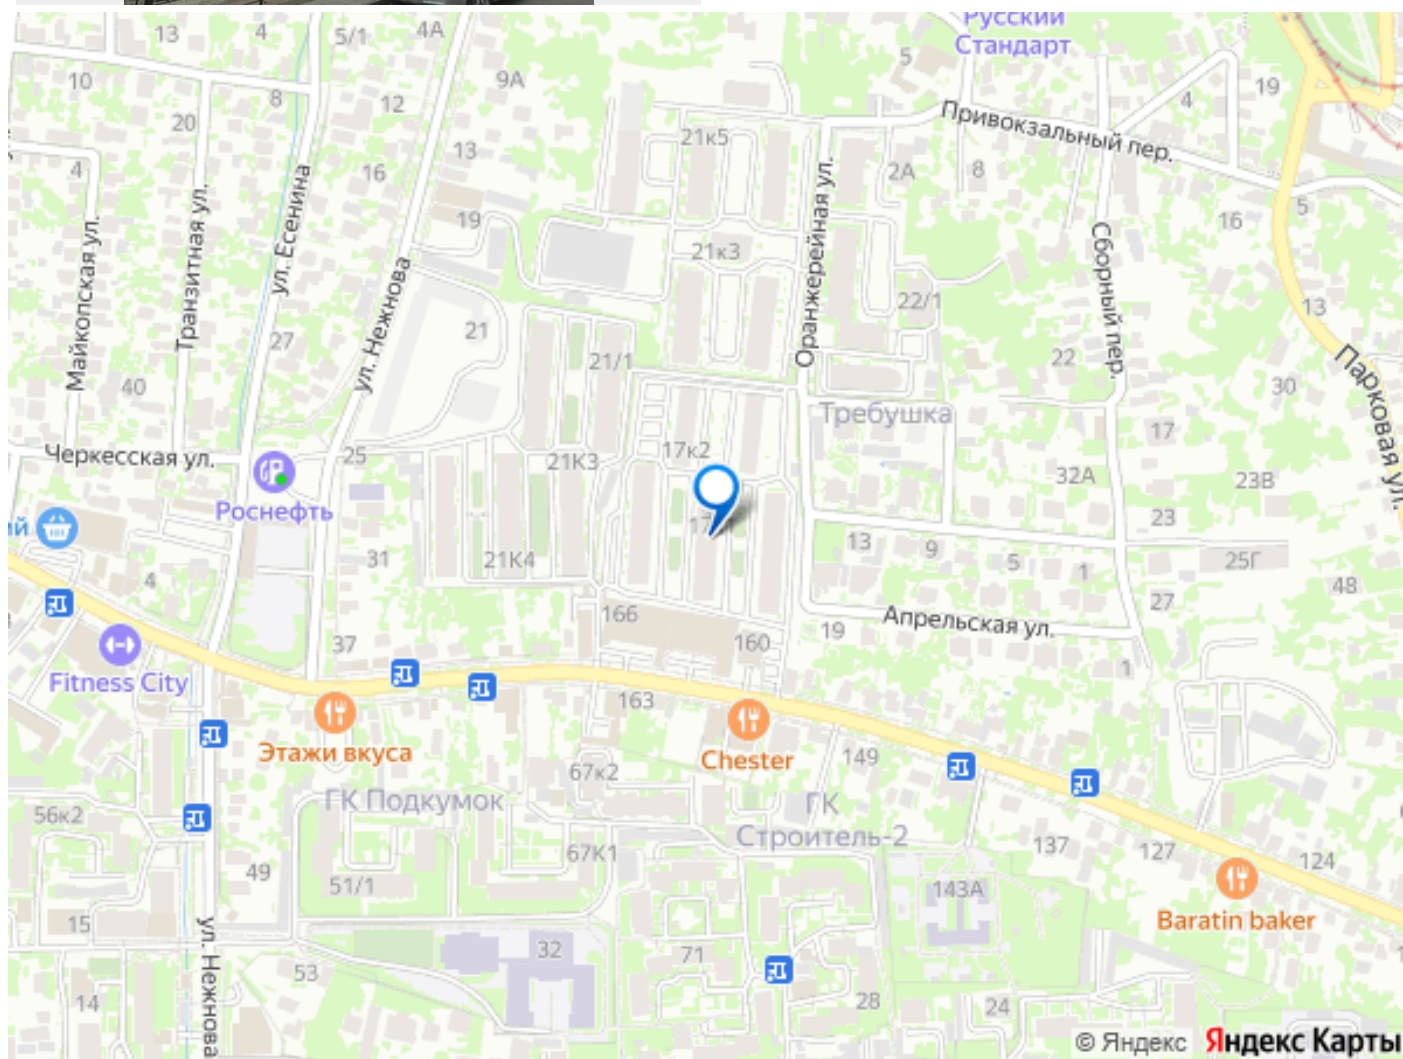 Русский
Стандарт
13
4
5/1
4А
5
10
9А
19
8
12
4
20
21к5
Привокзальный пер.
13
4
16
2А
8
ул. Есенина
Транзитная ул.
Майкопская ул.
19
Оранжерейная ул.
16
5
21к3
Сборный пер.
ул. Нежнова
22/1
13
21
27
21/1
22
Парковая ул.
40
30
Требушка
Черкесская ул.
25
21К3
17к2
17
32А
23В
Роснефть
ий
13
9
23
31
21К4
5
1
25Г
4
48
27
166
Апрельская ул.
37
160
19
1
Fitness City
163
Этажи вкуса
Chester
149
67к2
ГК Подкумок
ГК
Строитель-2
56к2
137
127
124
67К1
49
51/1
143А
Baratin baker
15
ул. Нежнова
32
71
53
14
28
24
© Яндекс Яндекс Карты